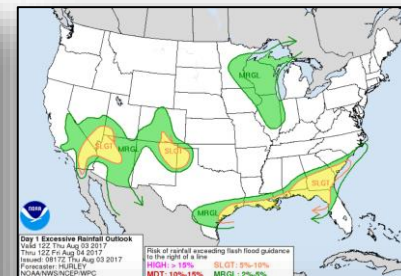 MRGL
SLGT
MRGL
SLGT
SLGT
MRGL
NOAA
Day 1 Excessive Rainfall Outlook
Valid 12Z Thu Aug 03 2017
Thru 12Z Fri Aug 04 2017
Issued: 0817Z Thu Aug 03 2017
Forecaster: HURLEY
NOAA/NWS/NCEP/WPC
Risk of rainfall exceeding flash flood guidance
to the right of a line
HIGH: > 15% SLGT: 5%-10%
MDT: 10%-15% MRGL: 2%-5%